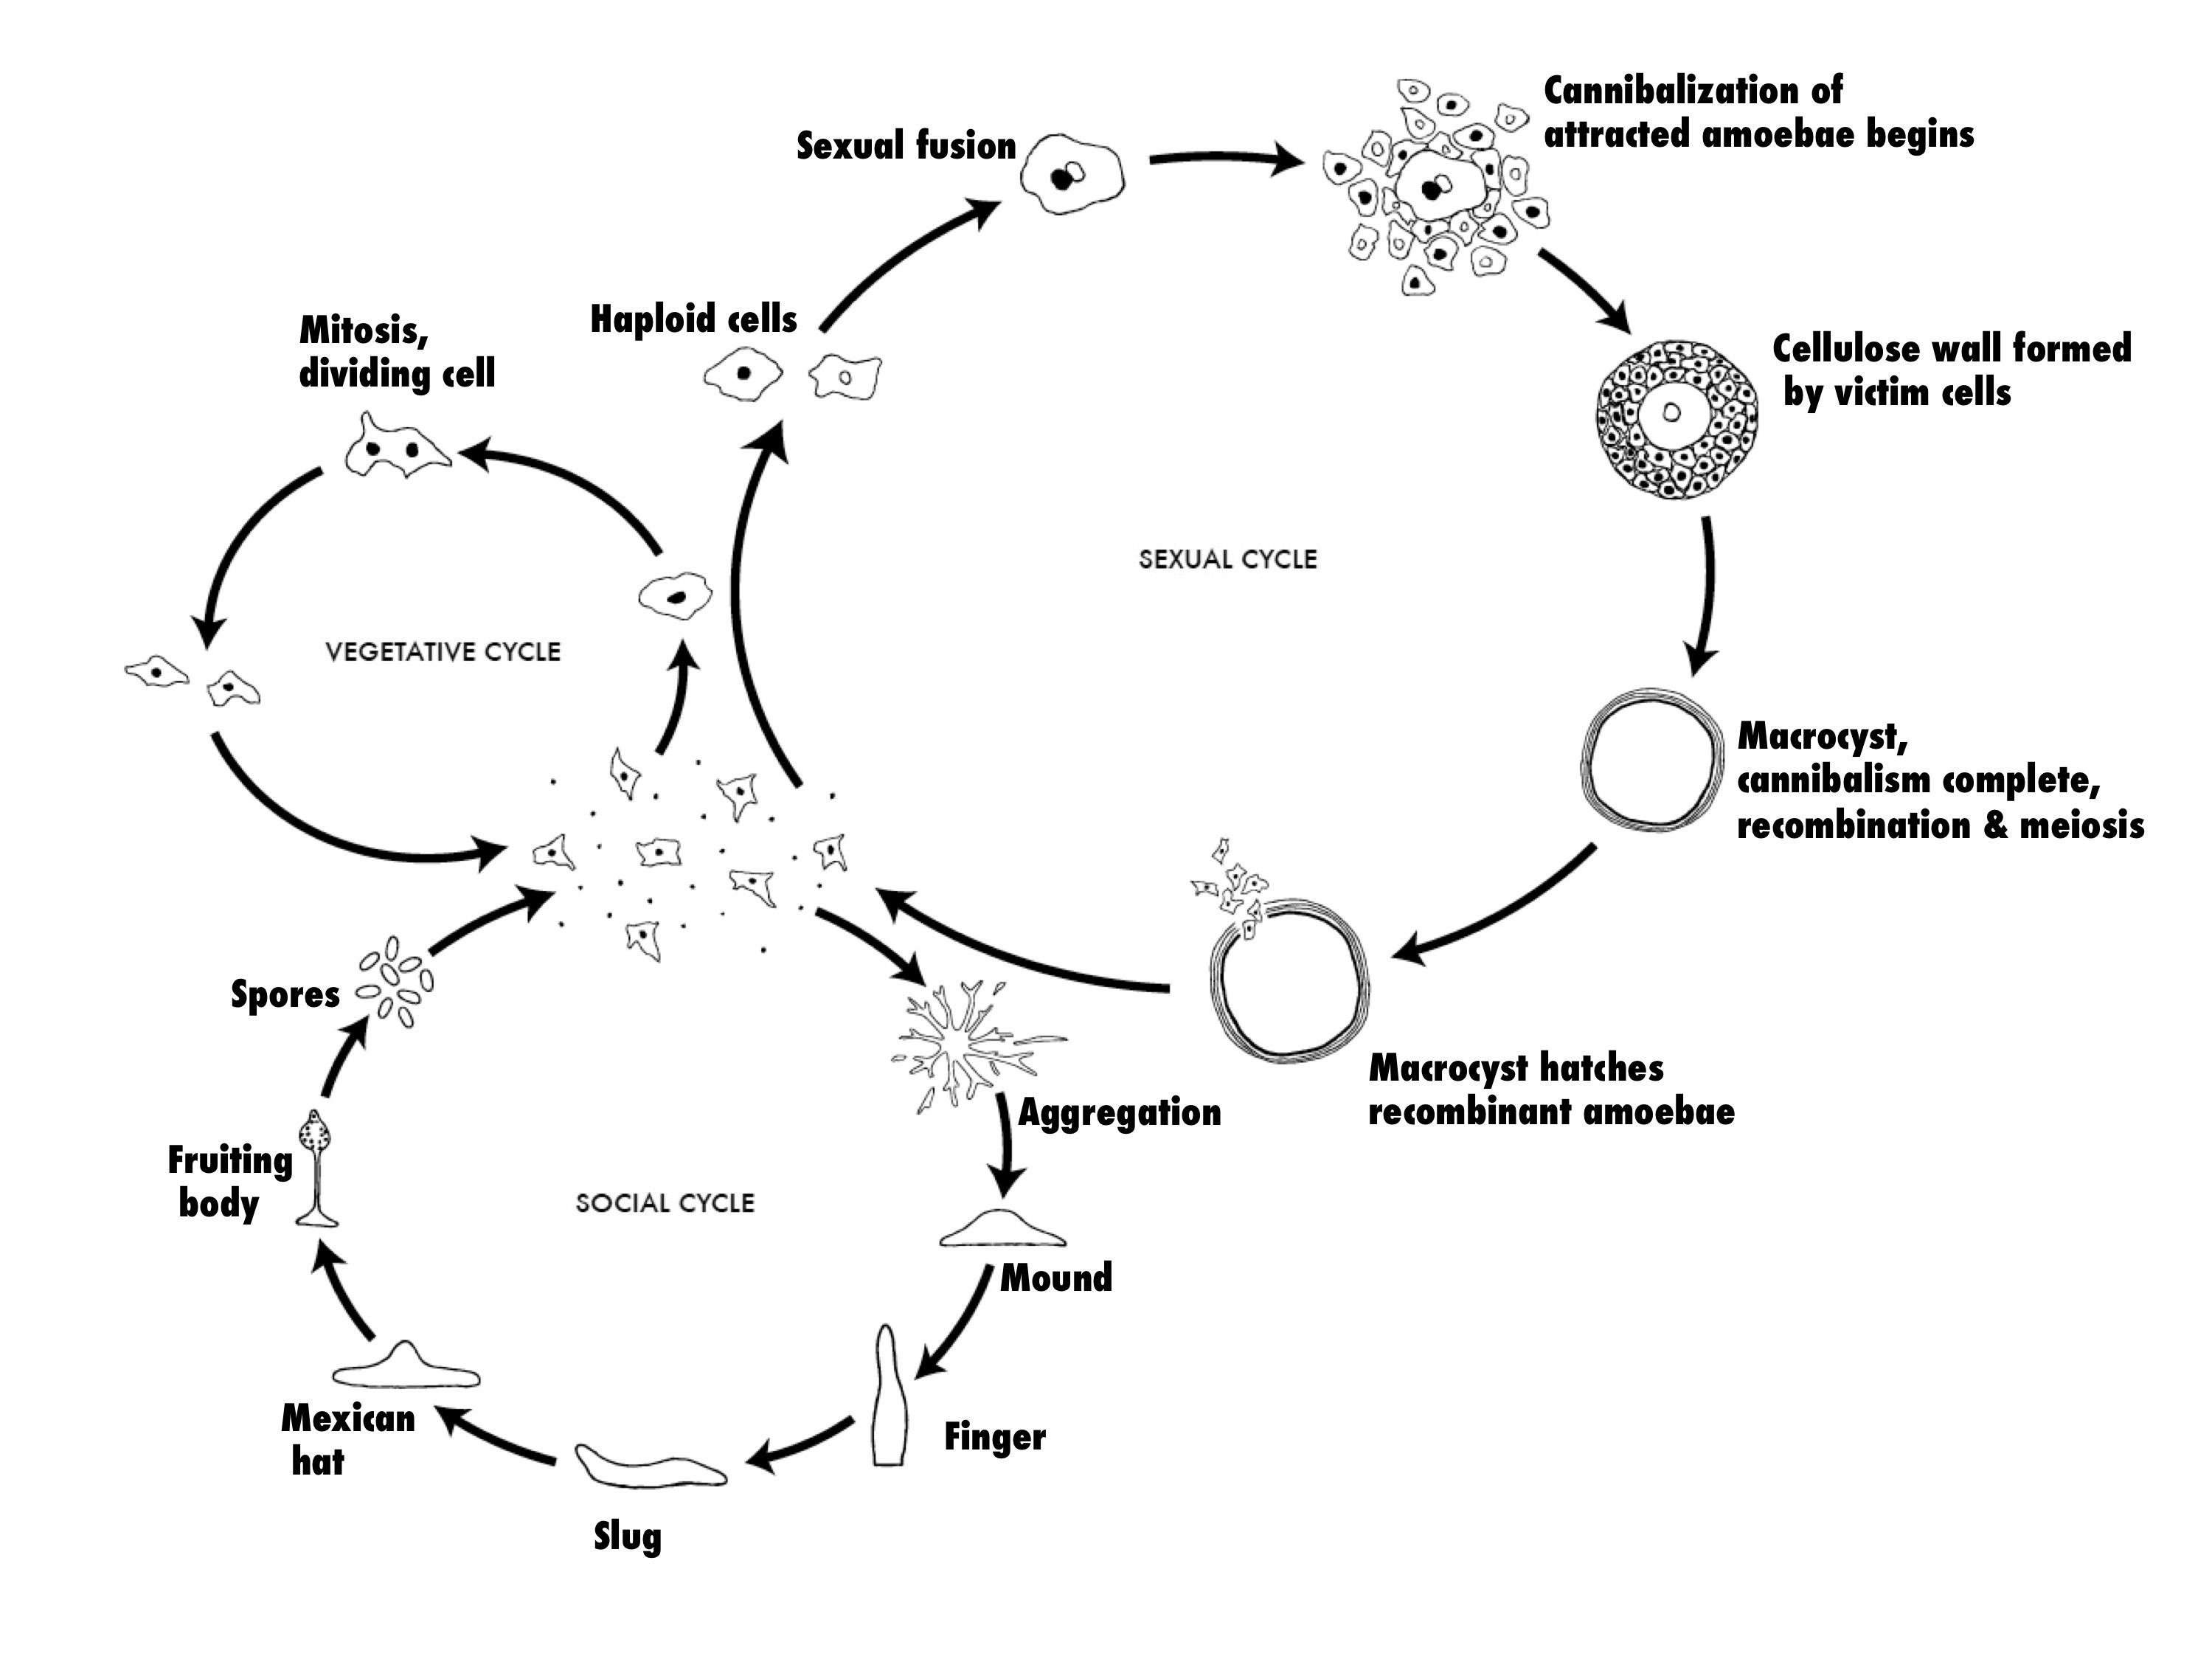 Cannibalization of
attracted amoebae begins
Sexual fusion
Haploid cells
Mitosis,
dividing cell
Cellulose wall formed
by victim cells
SEXUAL CYCLE
VEGETATIVE CYCLE
Macrocyst,
cannibalism complete,
recombination & meiosis
Spores
Macrocyst hatches
recombinant amoebae
Aggregation
Fruiting
body
SOCIAL CYCLE
Mound
Mexican
hat
Finger
Slug